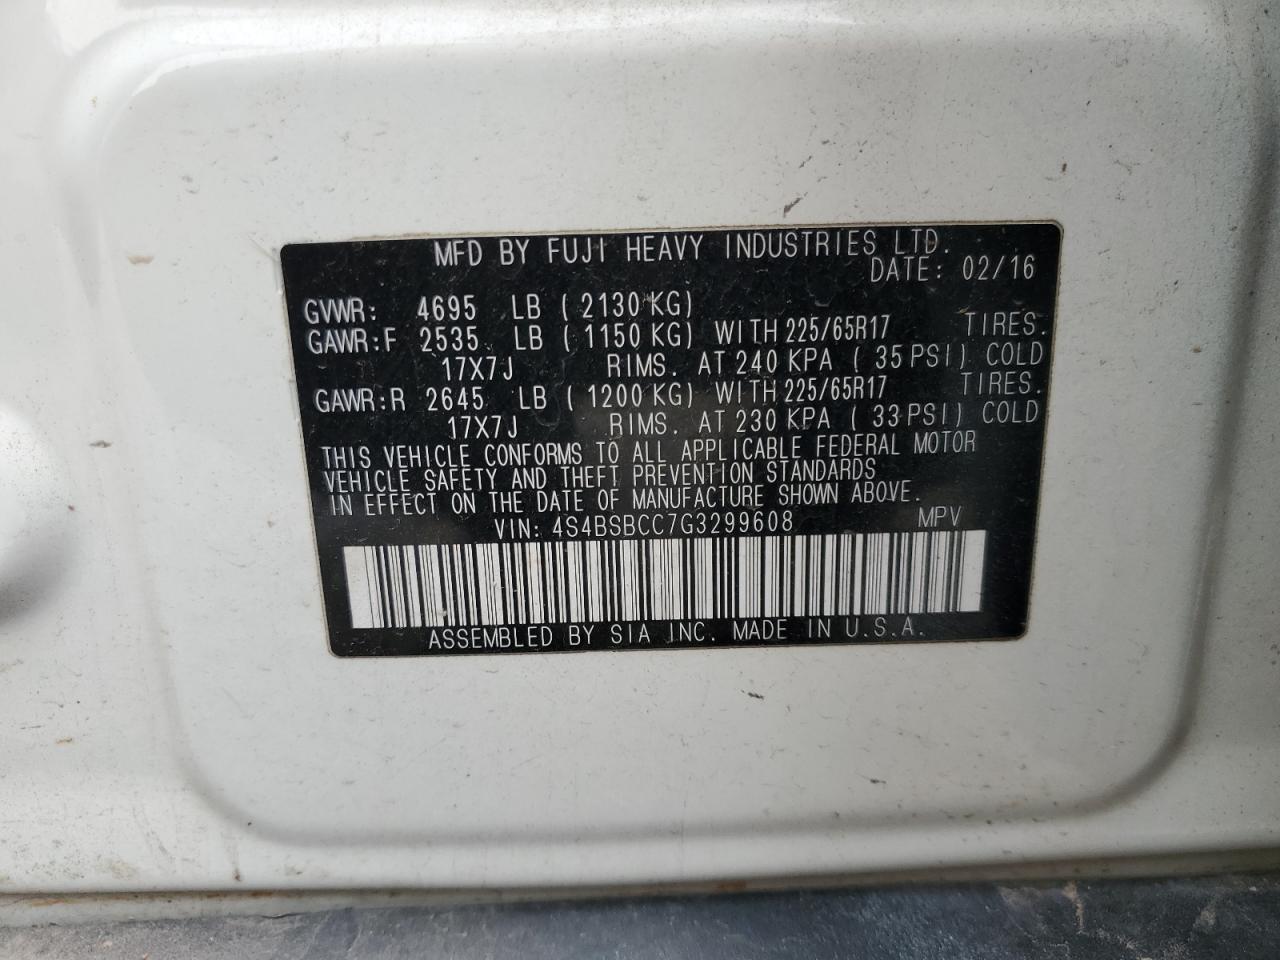 MFD BY FUJI HEAVY INDUSTRIES LTD.
DATE: 02/16
GVWR: 4695 LB ( 2130 KG)
GAWR:F 2535 LB ( 1150 KG) WITH 225/65R17 TIRES.
17X7J RIMS. AT 240 KPA ( 35 PSI) COLD
GAWR:R 2645 LB ( 1200 KG) WITH 225/65R17 TIRES.
17X7J RIMS. AT 230 KPA ( 33 PSI) COLD
THIS VEHICLE CONFORMS TO ALL APPLICABLE FEDERAL MOTOR
VEHICLE SAFETY AND THEFT PREVENTION STANDARDS
IN EFFECT ON THE DATE OF MANUFACTURE SHOWN ABOVE.
VIN: 4S4BSBCC7G3299608 MPV
ASSEMBLED BY SIA INC. MADE IN U.S.A.